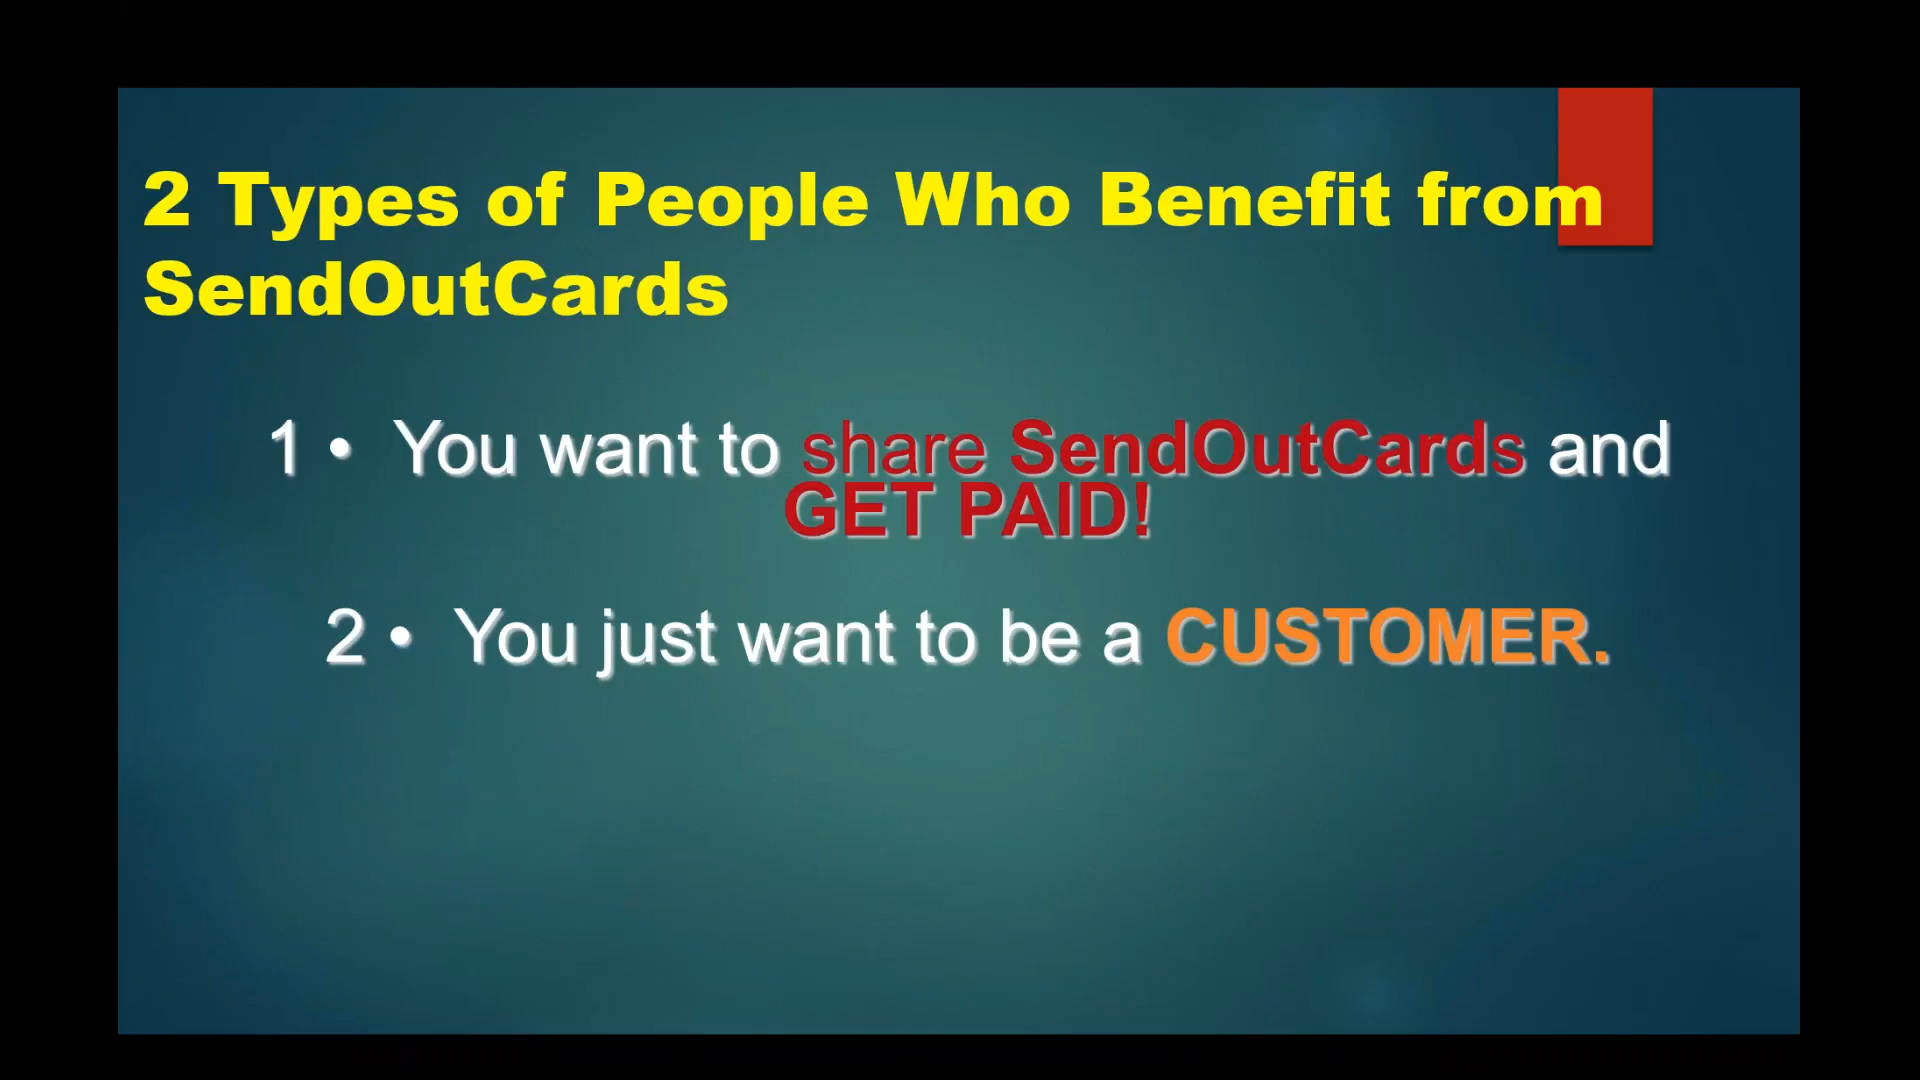 2 Types of People Who Benefit from
SendOutCards
1 • You want to share SendOutCards and
GET PAID!
2 • You just want to be a CUSTOMER.